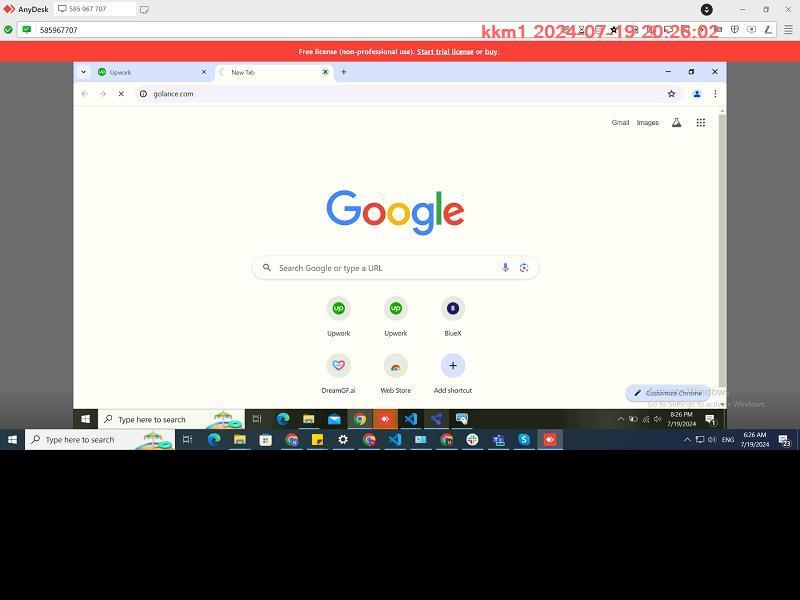 AnyDesk
585 967 707
585967707
kkm1 2024-07-19 20:26:02
Free license (non-professional use). Start trial license or buy.
Upwork
New Tab
golance.com
Gmail Images
Google
Search Google or type a URL
Upwork Upwork BlueX
DreamGF.ai Web Store Add shortcut
Customize Chrome
Activate Windows
Go to Settings to activate Windows.
Type here to search
8:26 PM
7/19/2024
Type here to search
ENG
6:26 AM
7/19/2024
23